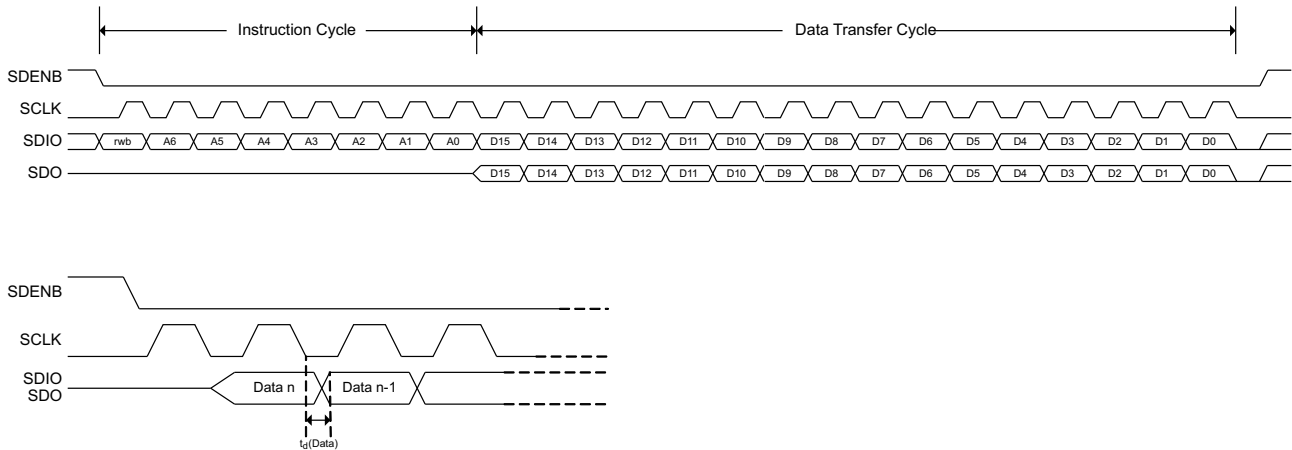 Instruction Cycle Data Transfer Cycle
SDENB
SCLK
SDIO rwb A6 A5 A4 A3 A2 A1 A0 D15 D14 D13 D12 D11 D10 D9 D8 D7 D6 D5 D4 D3 D2 D1 D0
SDO D15 D14 D13 D12 D11 D10 D9 D8 D7 D6 D5 D4 D3 D2 D1 D0
SDENB
SCLK
SDIO
SDO
Data n Data n-1
td(Data)